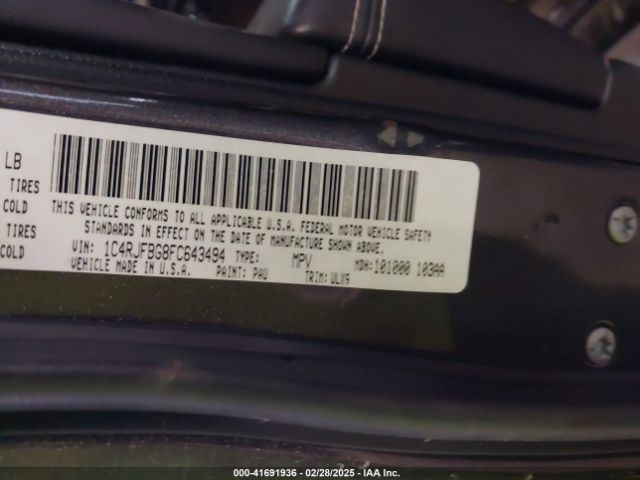 LB
TIRES
COLD
TIRES
COLD
THIS VEHICLE CONFORMS TO ALL APPLICABLE U.S.A. FEDERAL MOTOR VEHICLE SAFETY
STANDARDS IN EFFECT ON THE DATE OF MANUFACTURE SHOWN ABOVE.
VIN: 1C4RJFBG8FC643494 TYPE: MPV MDH:101000 103AA
VEHICLE MADE IN U.S.A. PAINT: PAU TRIM: VLX9
000-41691936 / 02/28/2025 / IAA Inc.